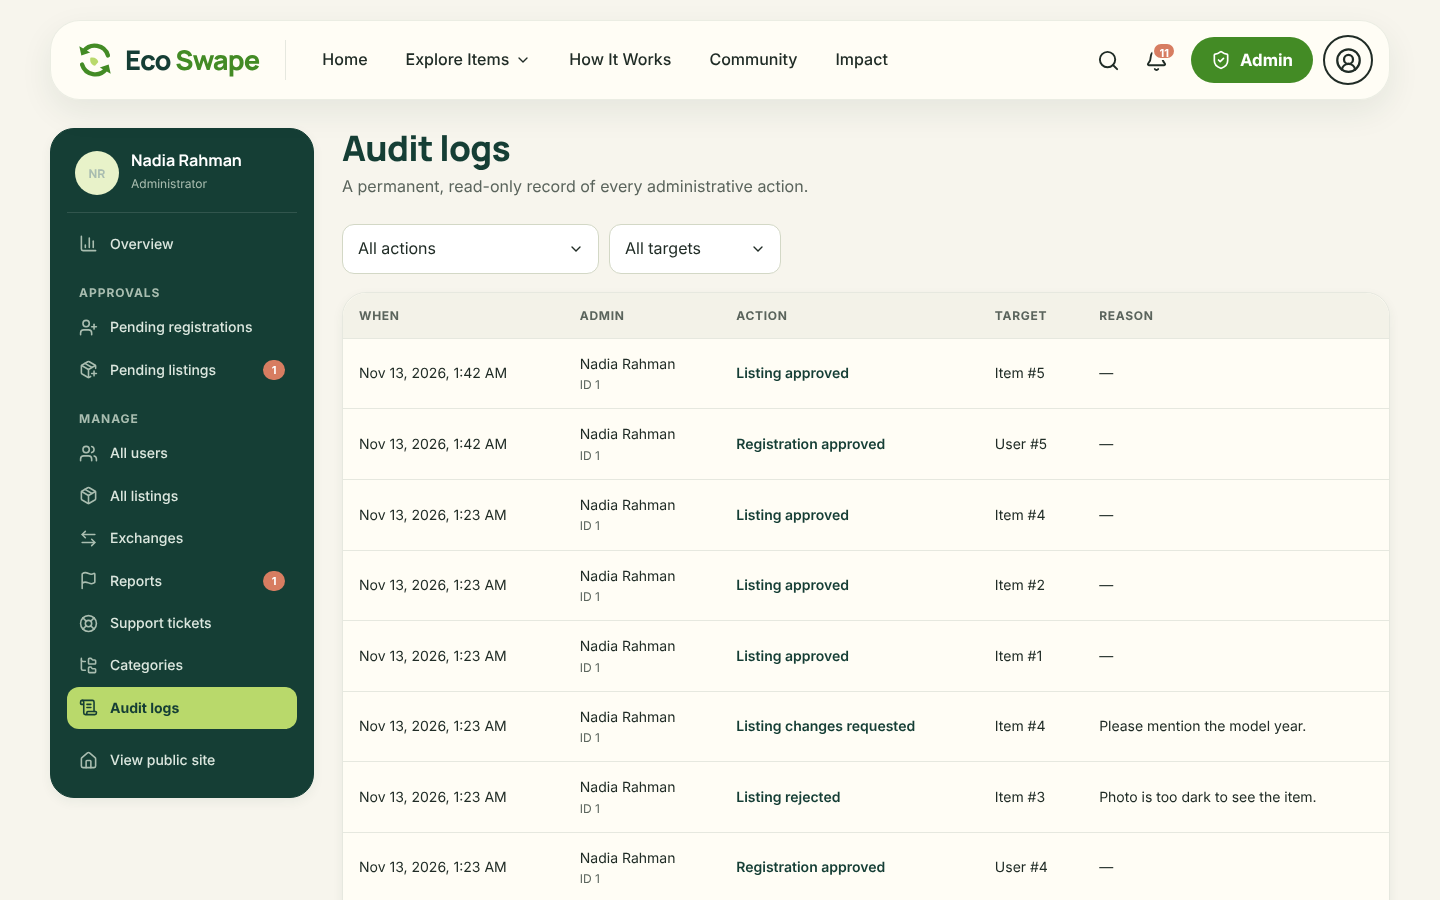 Eco Swape
Home
Explore Items
How It Works
Community
Impact
11
Admin
NR
Nadia Rahman
Administrator
Overview
APPROVALS
Pending registrations
Pending listings 1
MANAGE
All users
All listings
Exchanges
Reports 1
Support tickets
Categories
Audit logs
View public site
Audit logs
A permanent, read-only record of every administrative action.
All actions
All targets
WHEN ADMIN ACTION TARGET REASON
Nov 13, 2026, 1:42 AM Nadia Rahman Listing approved Item #5 —
ID 1
Nov 13, 2026, 1:42 AM Nadia Rahman Registration approved User #5 —
ID 1
Nov 13, 2026, 1:23 AM Nadia Rahman Listing approved Item #4 —
ID 1
Nov 13, 2026, 1:23 AM Nadia Rahman Listing approved Item #2 —
ID 1
Nov 13, 2026, 1:23 AM Nadia Rahman Listing approved Item #1 —
ID 1
Nov 13, 2026, 1:23 AM Nadia Rahman Listing changes requested Item #4 Please mention the model year.
ID 1
Nov 13, 2026, 1:23 AM Nadia Rahman Listing rejected Item #3 Photo is too dark to see the item.
ID 1
Nov 13, 2026, 1:23 AM Nadia Rahman Registration approved User #4 —
ID 1